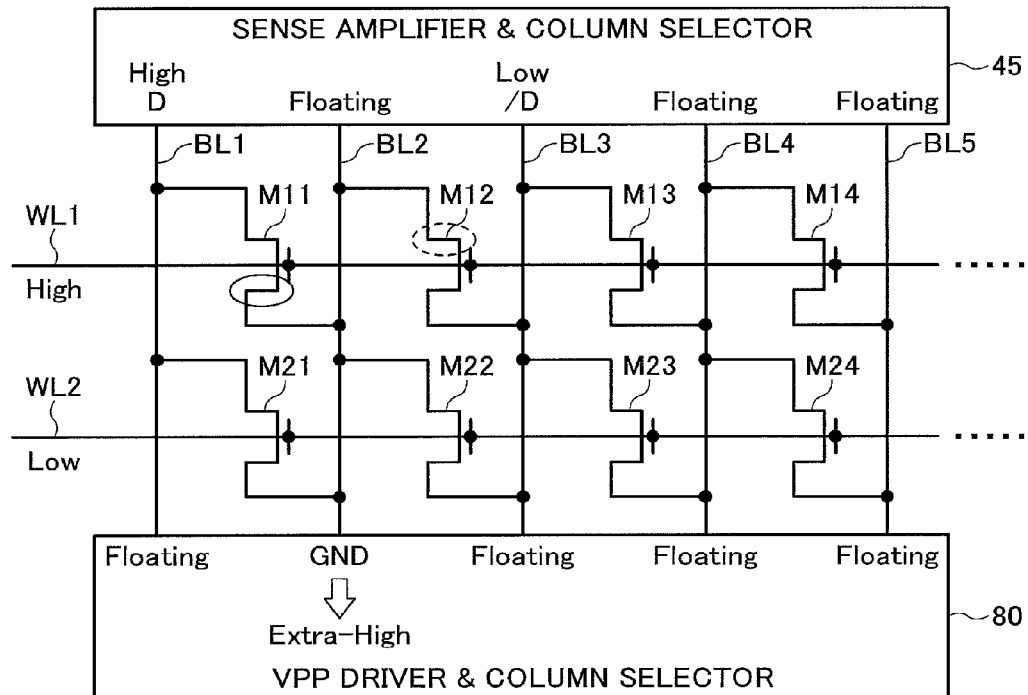 SENSE AMPLIFIER & COLUMN SELECTOR
High Low
D Floating /D Floating Floating
45
BL1 BL2 BL3 BL4 BL5
M11 M12 M13 M14
WL1
High
M21 M22 M23 M24
WL2
Low
Floating GND Floating Floating Floating
Extra-High
80
VPP DRIVER & COLUMN SELECTOR